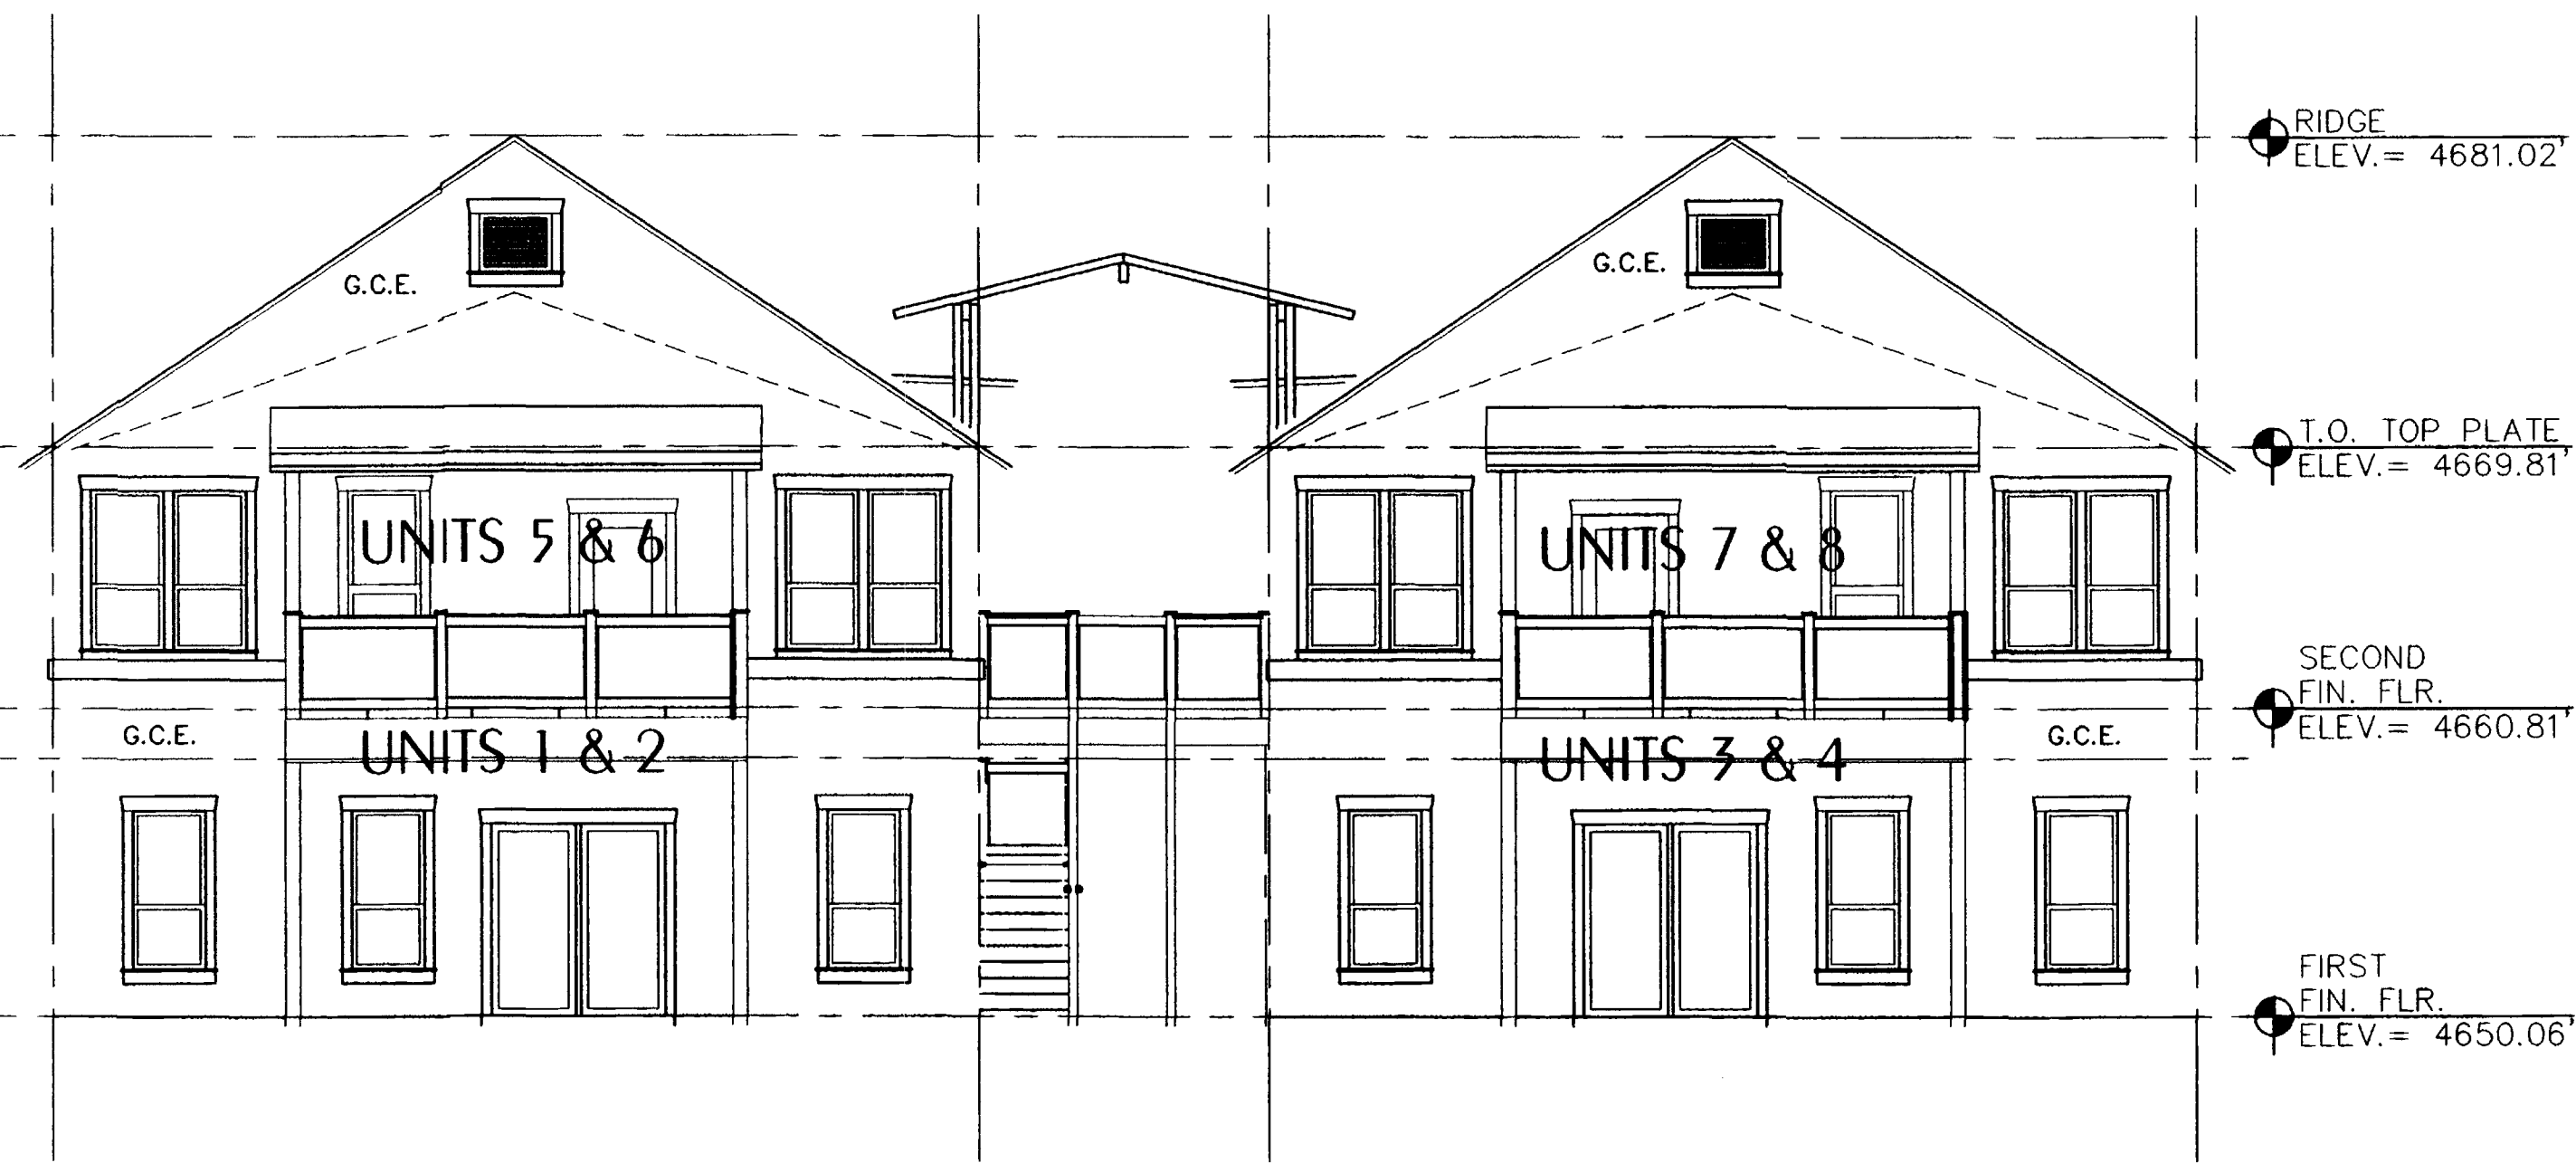 RIDGE
ELEV.= 4681.02'
G.C.E.
G.C.E.
T.O. TOP PLATE
ELEV.= 4669.81'
UNITS 5 & 6
UNITS 7 & 8
SECOND
FIN. FLR.
ELEV.= 4660.81'
G.C.E.
UNITS 1 & 2
UNITS 3 & 4
G.C.E.
FIRST
FIN. FLR.
ELEV.= 4650.06'